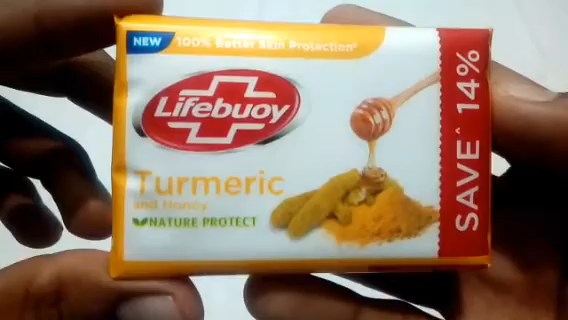 NEW 100% Better Skin Protection^
Lifebuoy
Turmeric
and Honey
NATURE PROTECT
SAVE^ 14%